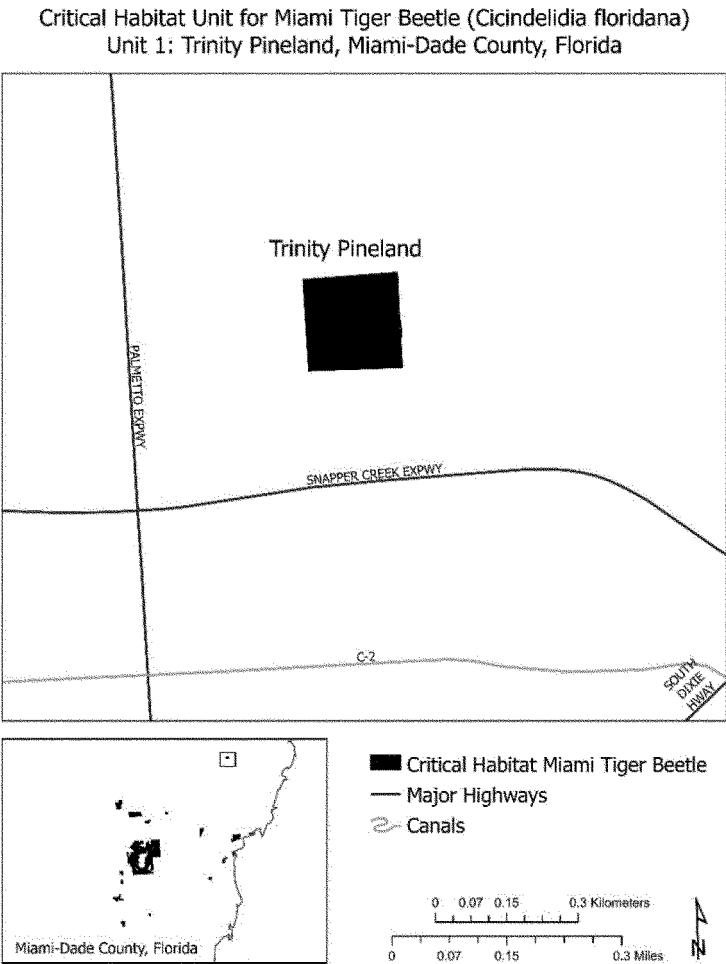 Critical Habitat Unit for Miami Tiger Beetle (Cicindelidia floridana)
Unit 1: Trinity Pineland, Miami-Dade County, Florida
Trinity Pineland
PALMETTO EXPWY
SNAPPER CREEK EXPWY
C-2
SOUTH
DIXIE
HWAY
Critical Habitat Miami Tiger Beetle
Major Highways
Canals
0 0.07 0.15 0.3 Kilometers
Miami-Dade County, Florida
0 0.07 0.15 0.3 Miles
N